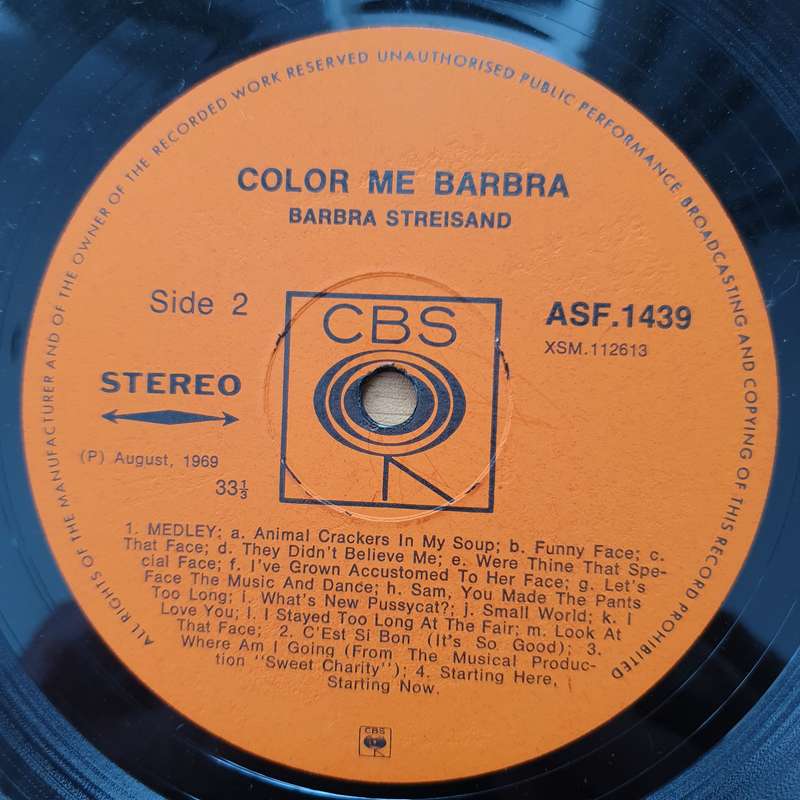 ALL RIGHTS OF THE MANUFACTURER AND OF THE OWNER OF THE RECORDED WORK RESERVED UNAUTHORISED PUBLIC PERFORMANCE BROADCASTING AND COPYING OF THIS RECORD PROHIBITED
COLOR ME BARBRA
BARBRA STREISAND
Side 2
CBS
ASF.1439
XSM.112613
STEREO
(P) August, 1969
33⅓
1. MEDLEY: a. Animal Crackers In My Soup; b. Funny Face; c.
That Face; d. They Didn't Believe Me; e. Were Thine That Spe-
cial Face; f. I've Grown Accustomed To Her Face; g. Let's
Face The Music And Dance; h. Sam, You Made The Pants
Too Long; i. What's New Pussycat?; j. Small World; k. I
Love You; l. I Stayed Too Long At The Fair; m. Look At
That Face; 2. C'Est Si Bon (It's So Good); 3.
Where Am I Going (From The Musical Produc-
tion "Sweet Charity"); 4. Starting Here,
Starting Now.
CBS